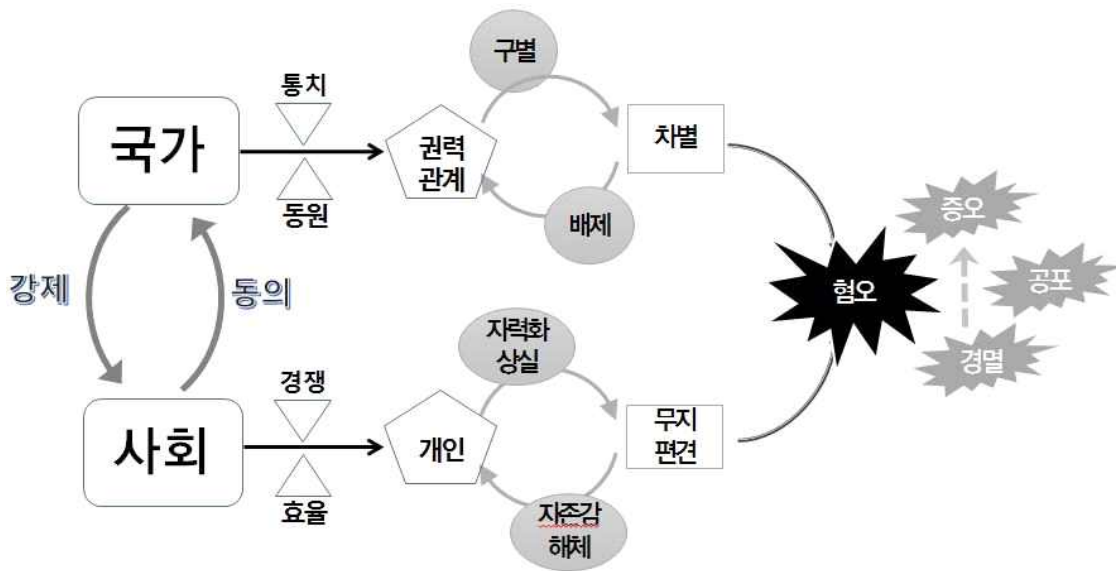 구별
통치
국가
권력
관계
차별
동원
배제
증오
강제
동의
혐오
공포
자력화
상실
경멸
경쟁
사회
개인
무지
편견
효율
자존감
해체